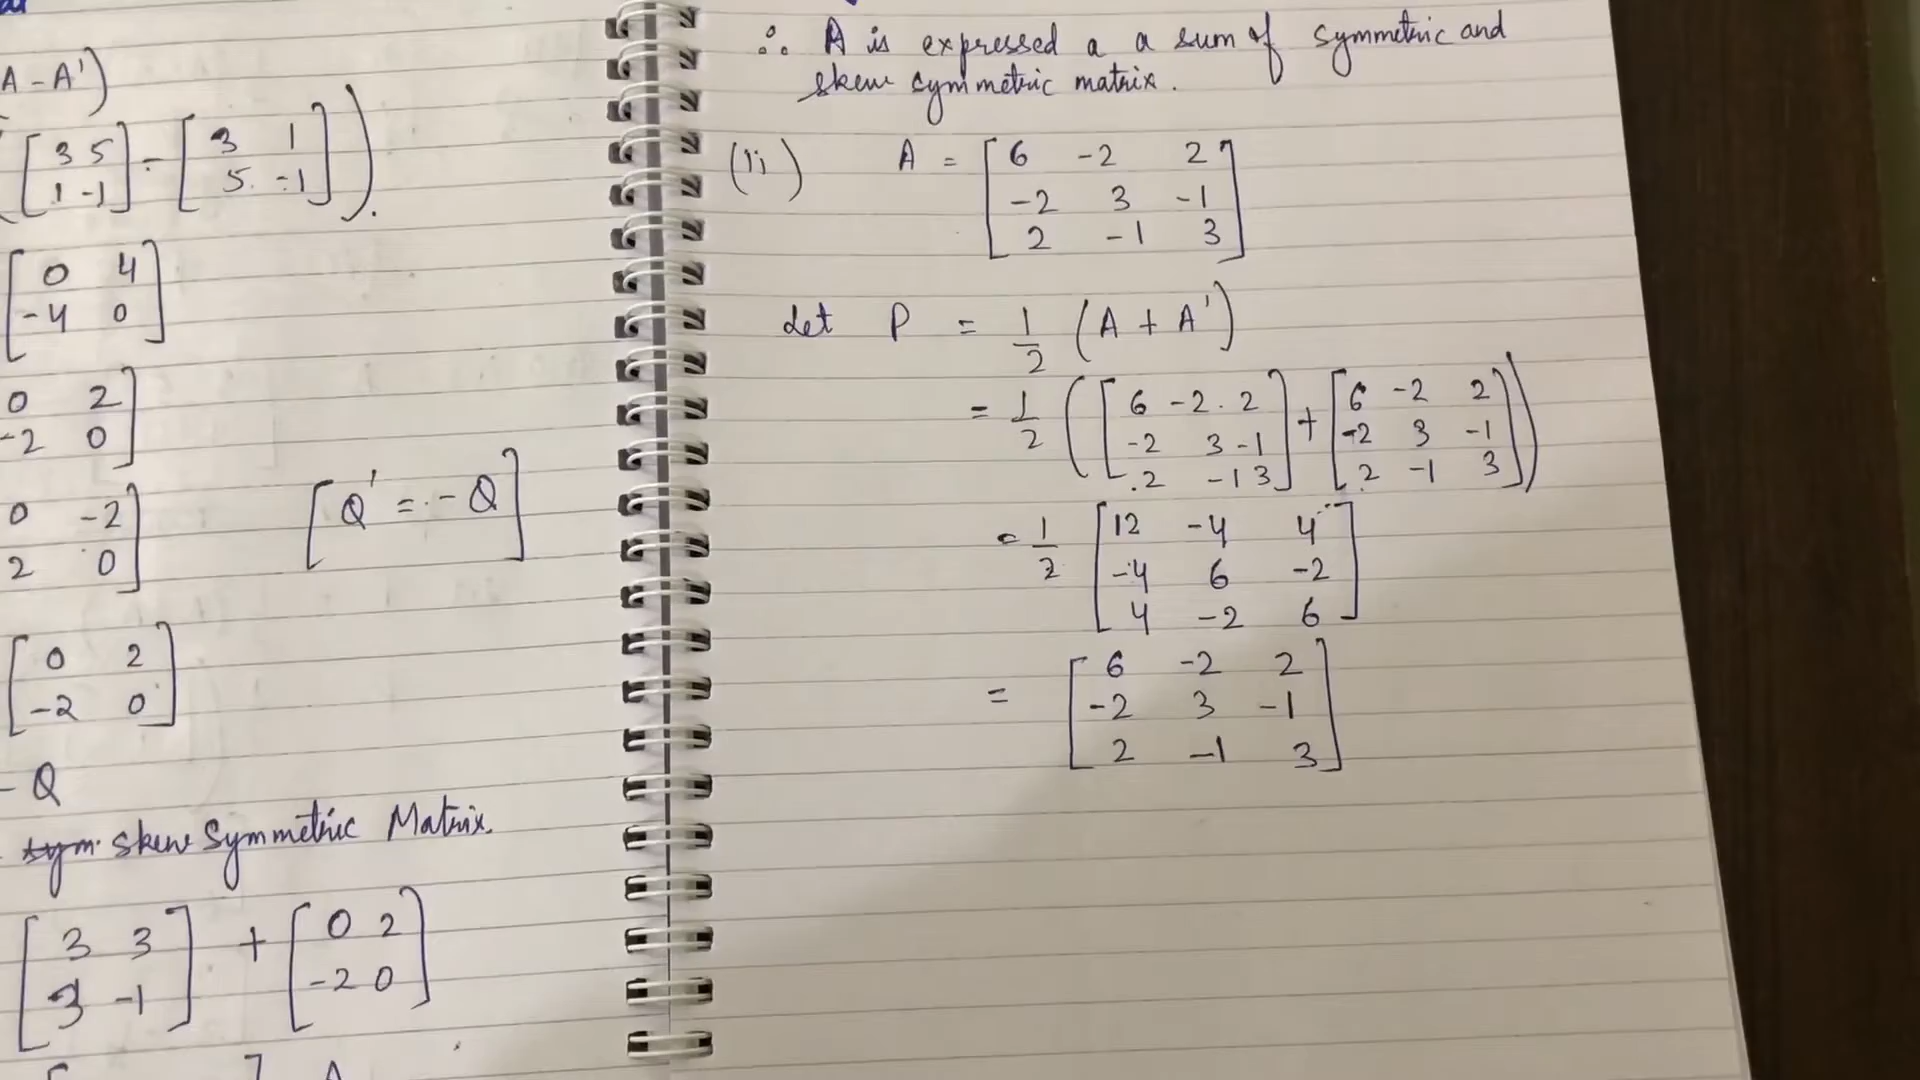 A - A')
[3 5
1 -1] - [3 1
5. -1]).
[0 4
-4 0]
0 2
-2 0]
0 -2
2 0]
[Q' = - Q]
[0 2
-2 0]
- Q
skew Symmetric Matrix.
[3 3
3 -1] + [0 2
-2 0]
∴ A is expressed a a sum of symmetric and
skew symmetric matrix.
(ii) A = [6 -2 2
-2 3 -1
2 -1 3]
Let P = 1/2 (A + A')
= 1/2 ([6 -2 2
-2 3 -1
2 -1 3] + [6 -2 2
-2 3 -1
2 -1 3])
= 1/2 [12 -4 4
-4 6 -2
4 -2 6]
= [6 -2 2
-2 3 -1
2 -1 3]